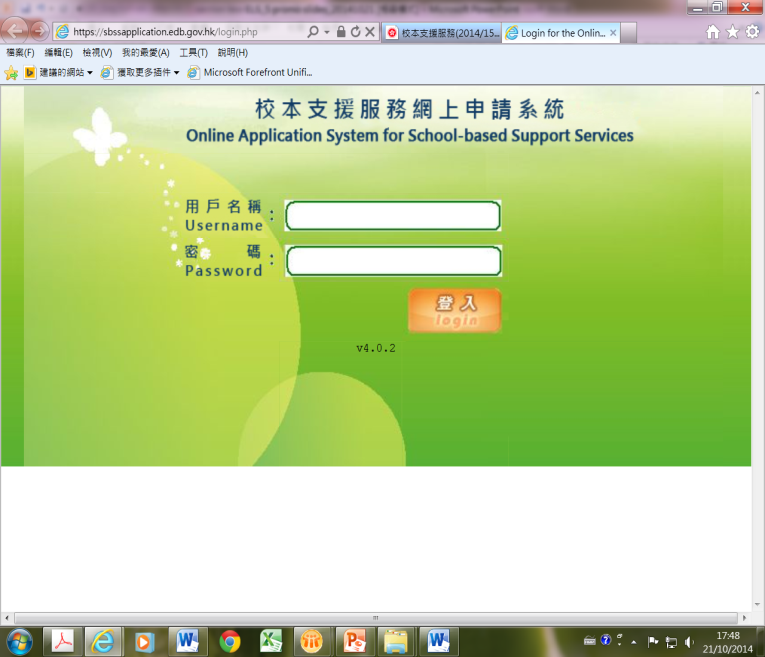 https://sbssapplication.edb.gov.hk/login.php
校本支援服務(2014/15...
Login for the Onlin...
檔案(F) 編輯(E) 檢視(V) 我的最愛(A) 工具(T) 說明(H)
建議的網站 獲取更多插件 Microsoft Forefront Unifi...
校本支援服務網上申請系統
Online Application System for School-based Support Services
用戶名稱 :
Username
密碼 :
Password
登入
login
v4.0.2
17:48
21/10/2014